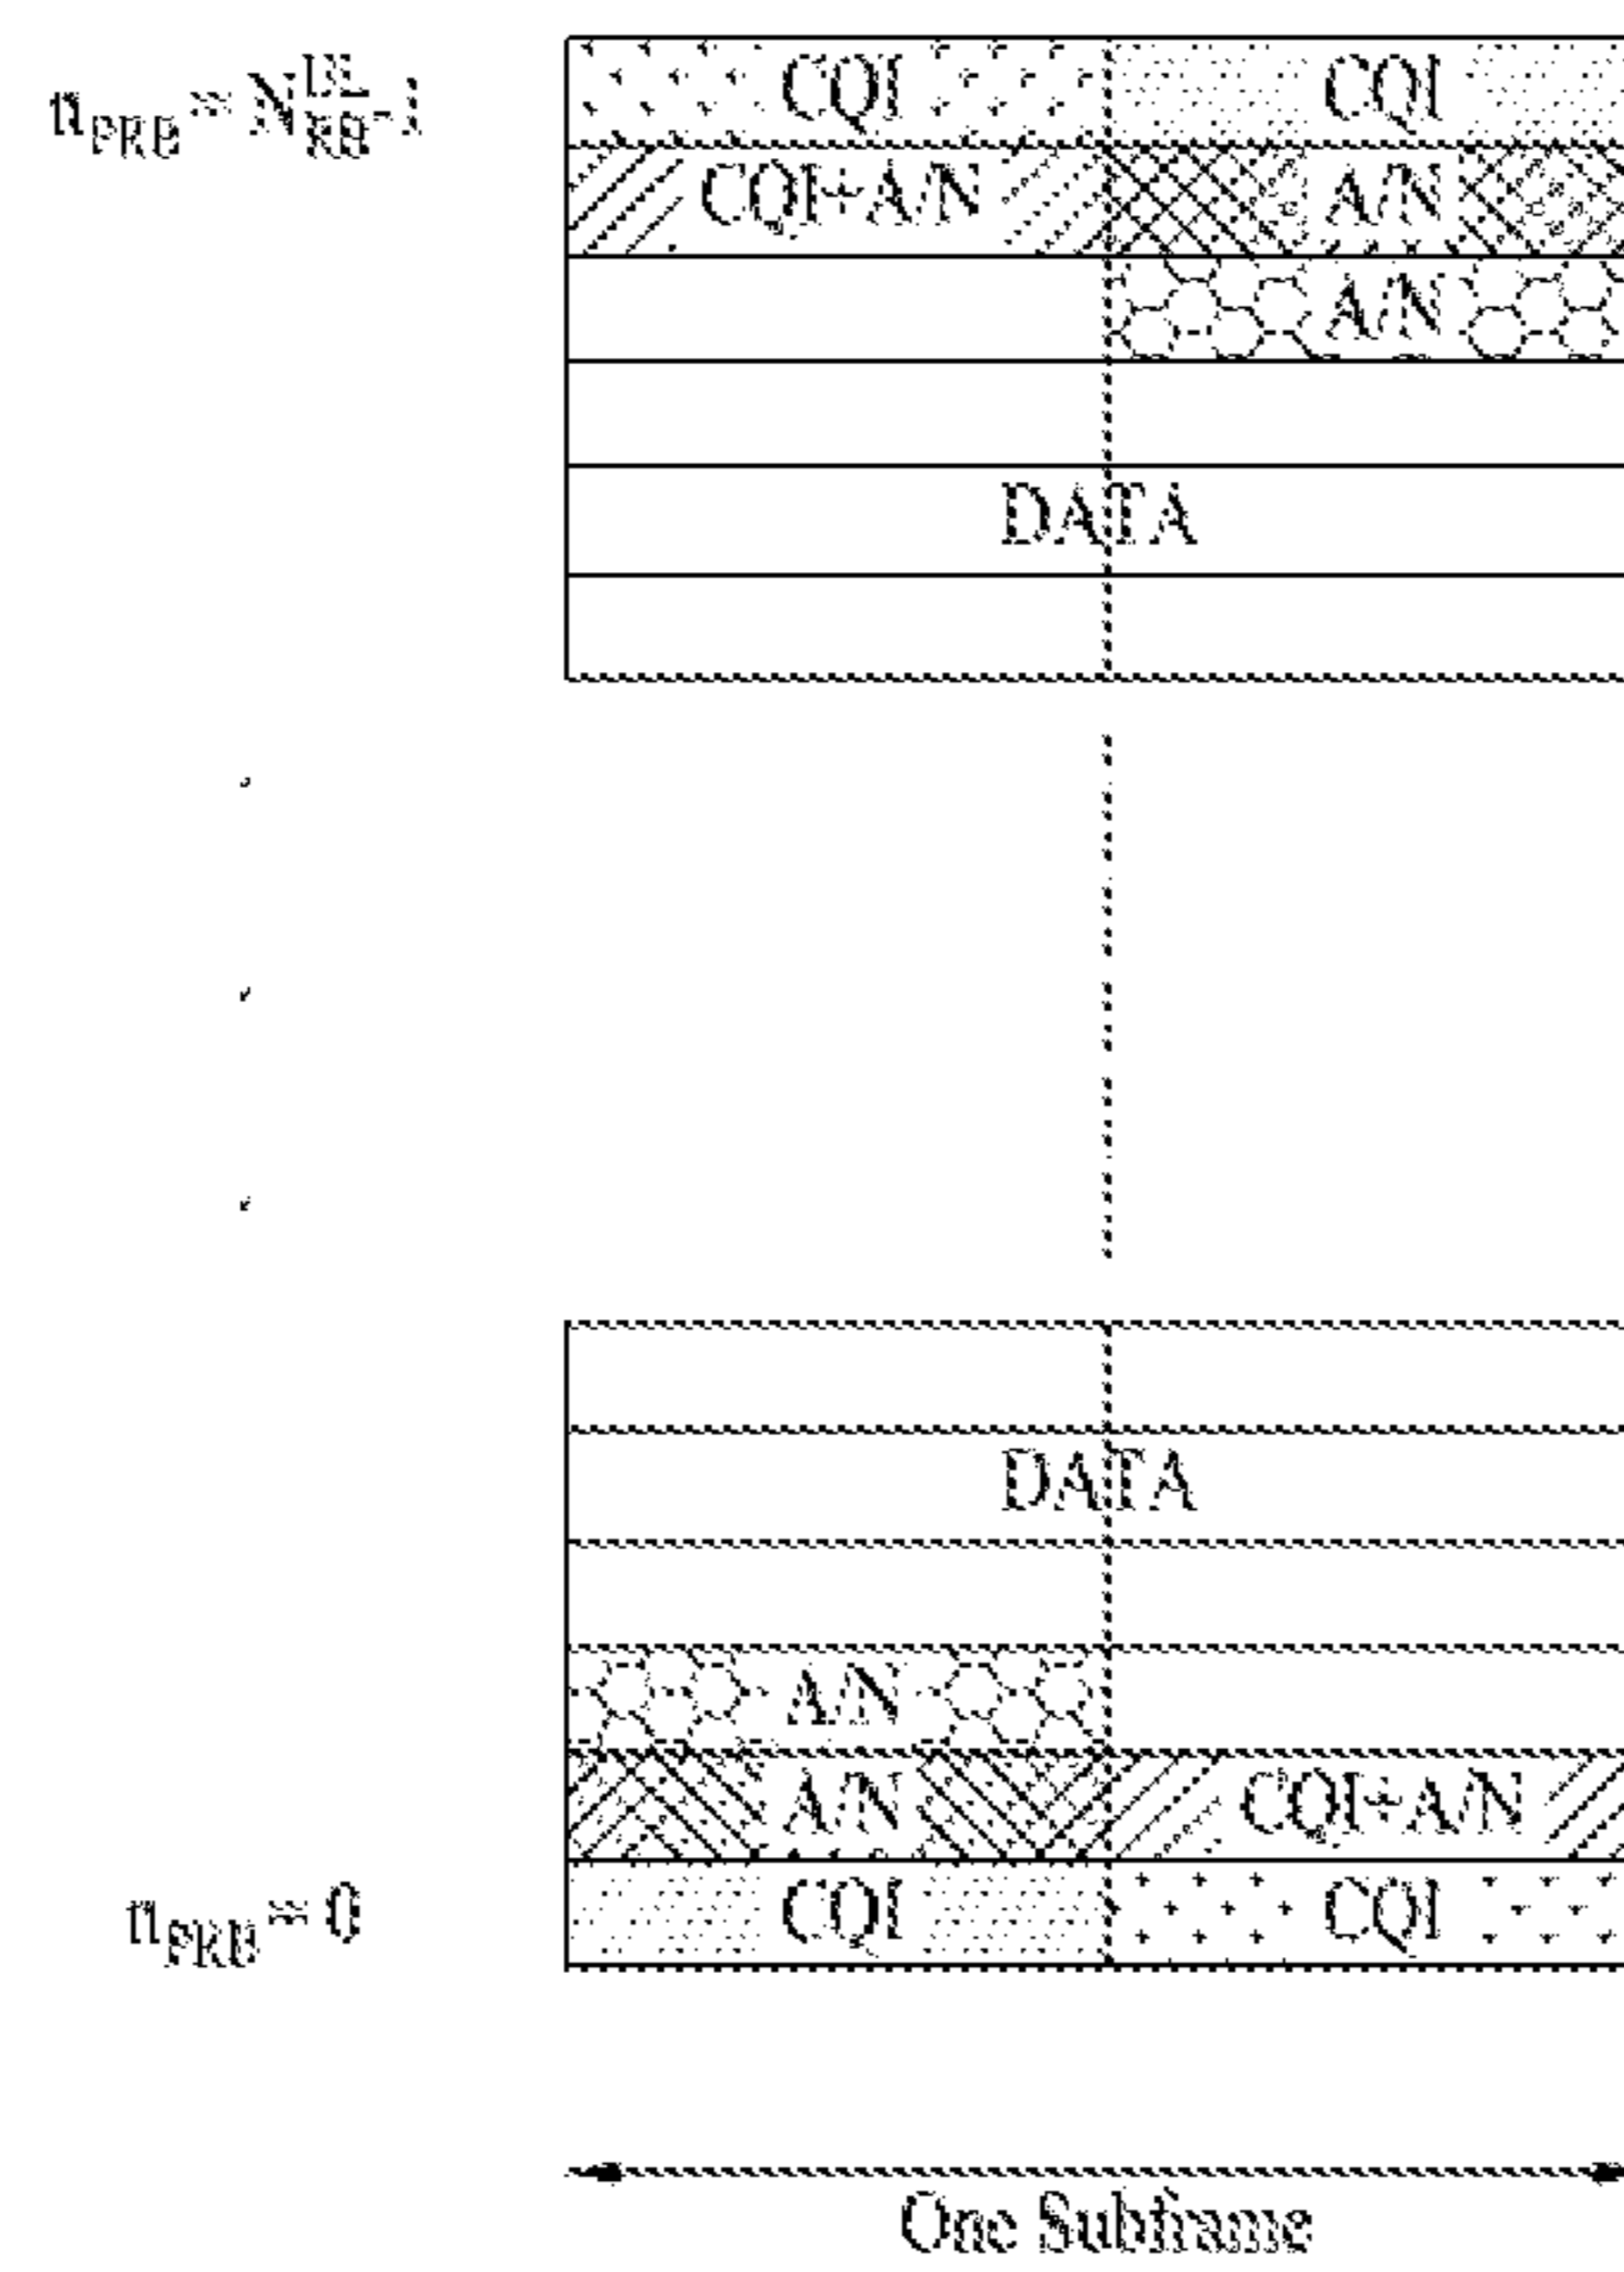 n_PRB = N_RB^UL-1
CQI CQI
CQI+A/N A/N
A/N
DATA
DATA
A/N
A/N CQI+A/N
n_PRB = 0
CQI CQI
One Subframe